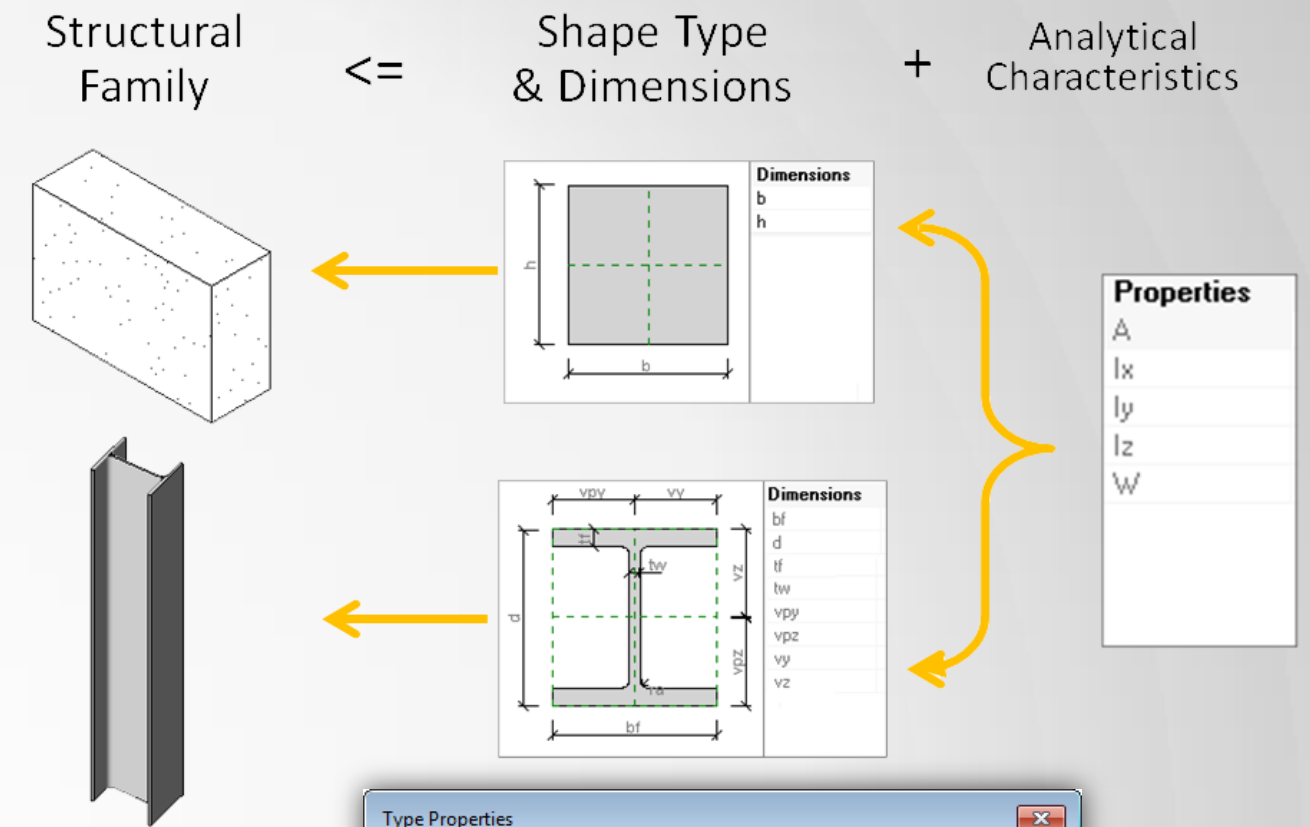 Structural
Family
<=
Shape Type
& Dimensions
+
Analytical
Characteristics
h
b
Dimensions
b
h
Properties
A
Ix
Iy
Iz
W
vpy
vy
tf
tw
d
vz
vpz
ra
bf
Dimensions
bf
d
tf
tw
vpy
vpz
vy
vz
Type Properties